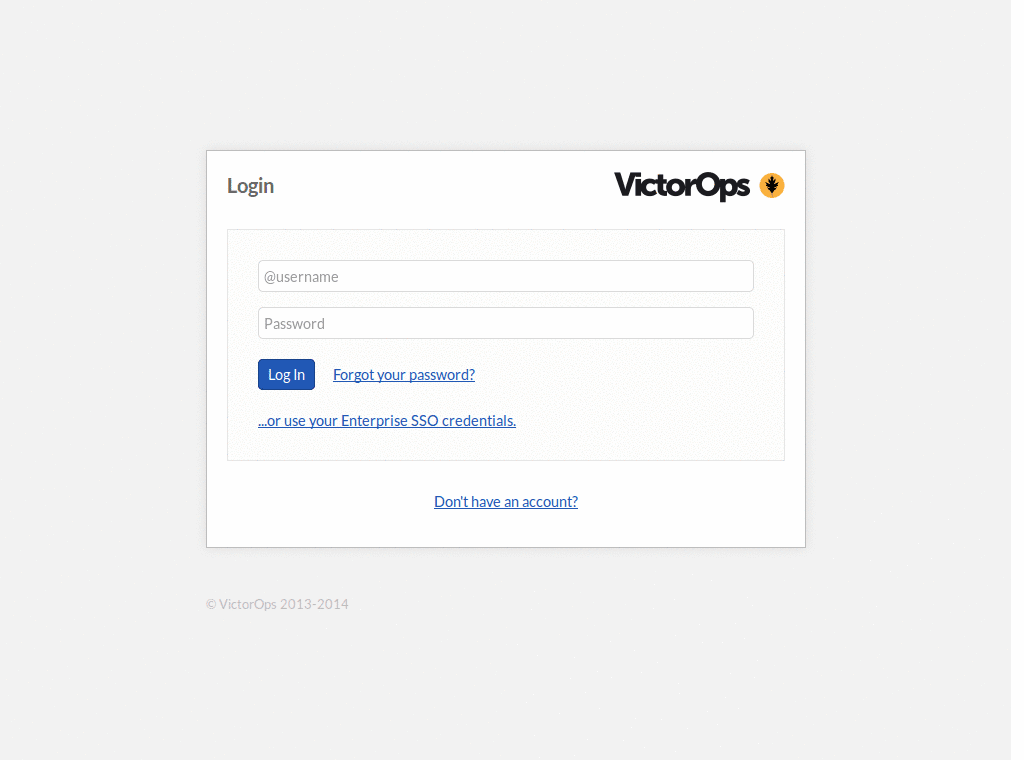 Login
VictorOps
@username
Password
Log In Forgot your password?
...or use your Enterprise SSO credentials.
Don't have an account?
© VictorOps 2013-2014